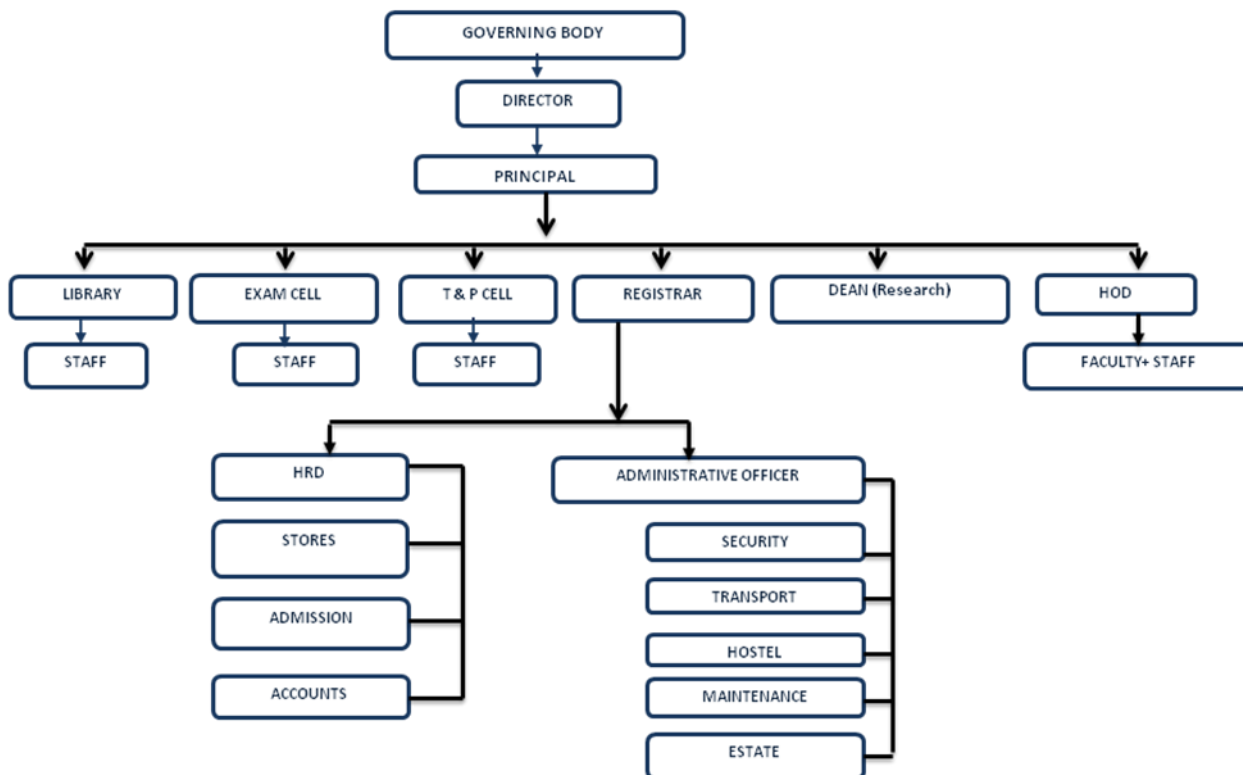 GOVERNING BODY
DIRECTOR
PRINCIPAL
LIBRARY
EXAM CELL
T & P CELL
REGISTRAR
DEAN (Research)
HOD
STAFF
STAFF
STAFF
FACULTY+ STAFF
HRD
ADMINISTRATIVE OFFICER
STORES
SECURITY
TRANSPORT
ADMISSION
HOSTEL
ACCOUNTS
MAINTENANCE
ESTATE